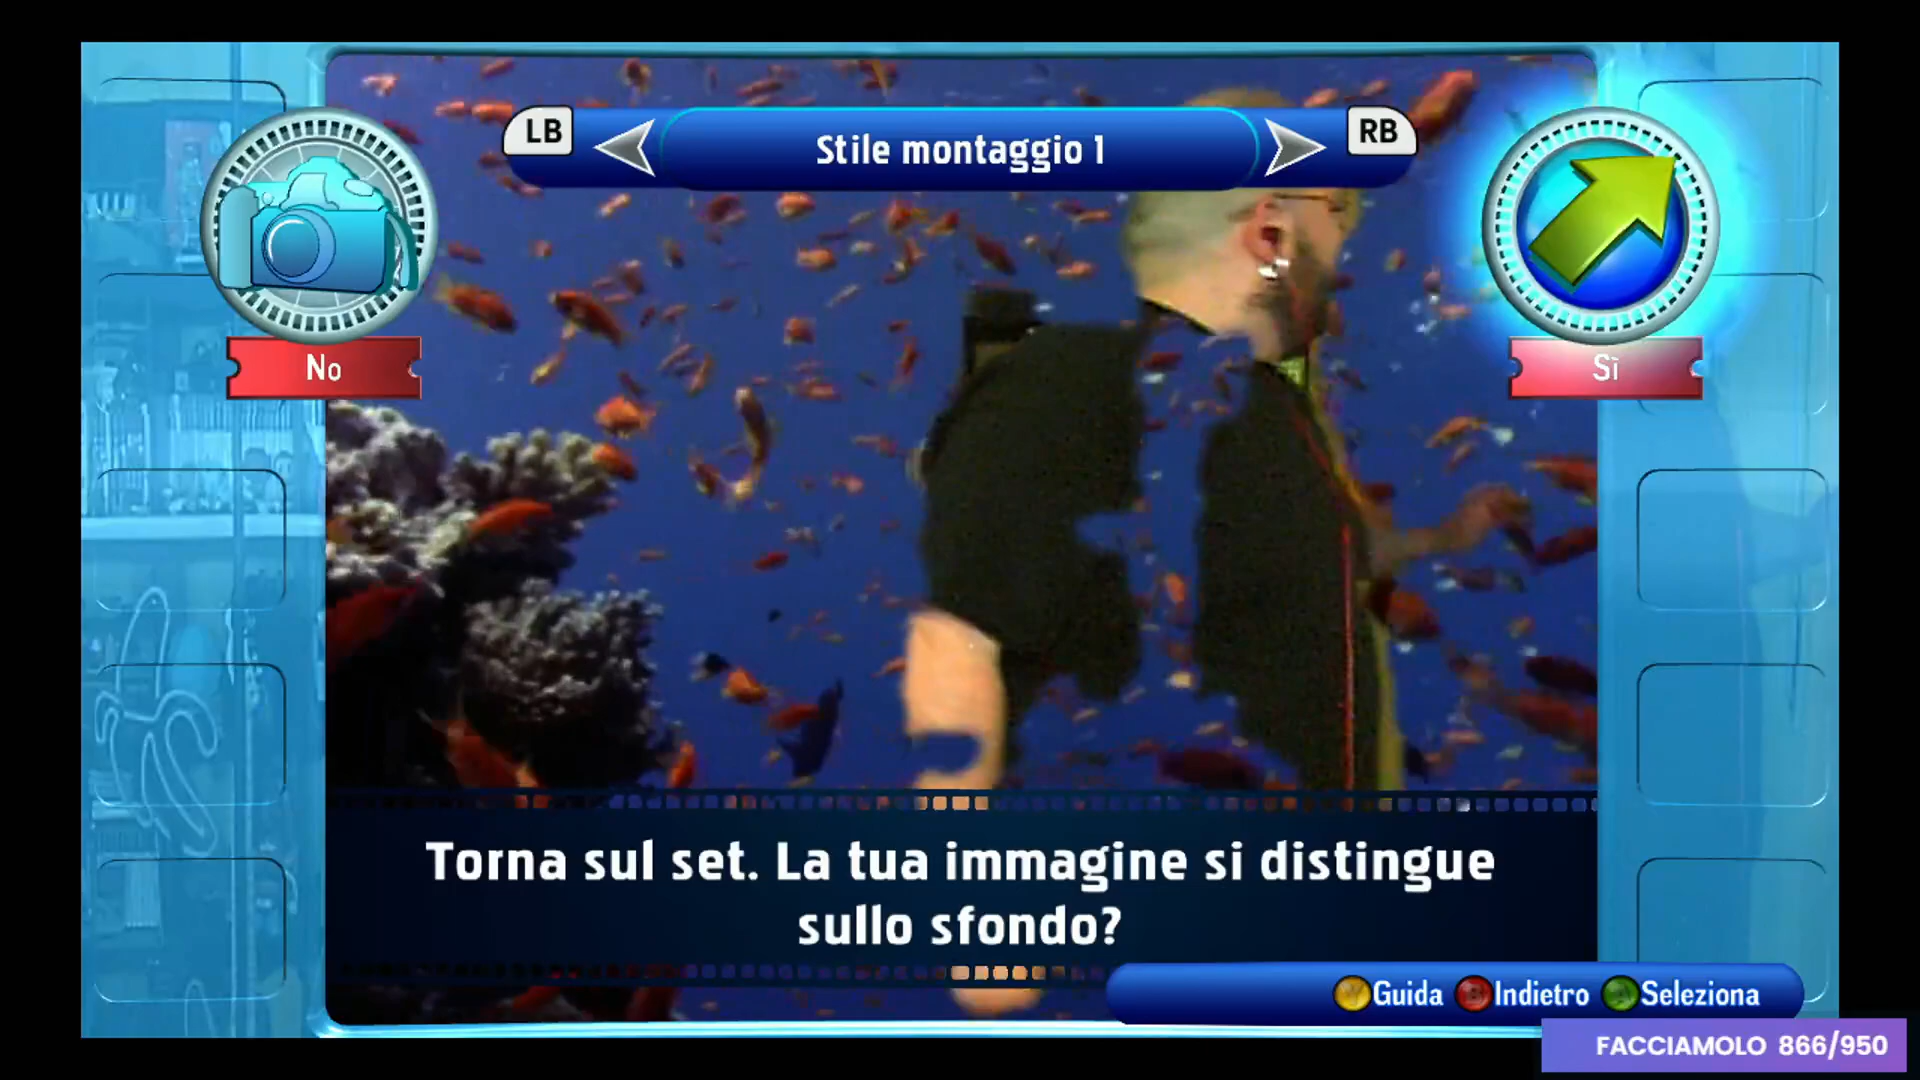 LB
Stile montaggio 1
RB
No
Sì
Torna sul set. La tua immagine si distingue
sullo sfondo?
Y Guida B Indietro A Seleziona
FACCIAMOLO 866/950